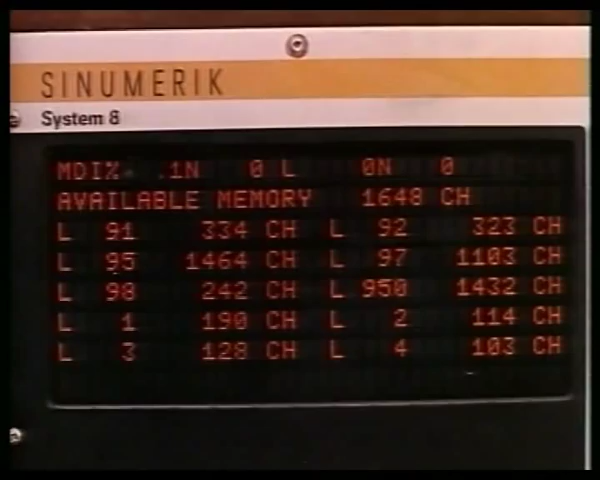 SINUMERIK
System 8
MDI% .1N 0 L 0N 0
AVAILABLE MEMORY 1648 CH
L 91 334 CH L 92 323 CH
L 95 1464 CH L 97 1103 CH
L 98 242 CH L 950 1432 CH
L 1 190 CH L 2 114 CH
L 3 128 CH L 4 103 CH